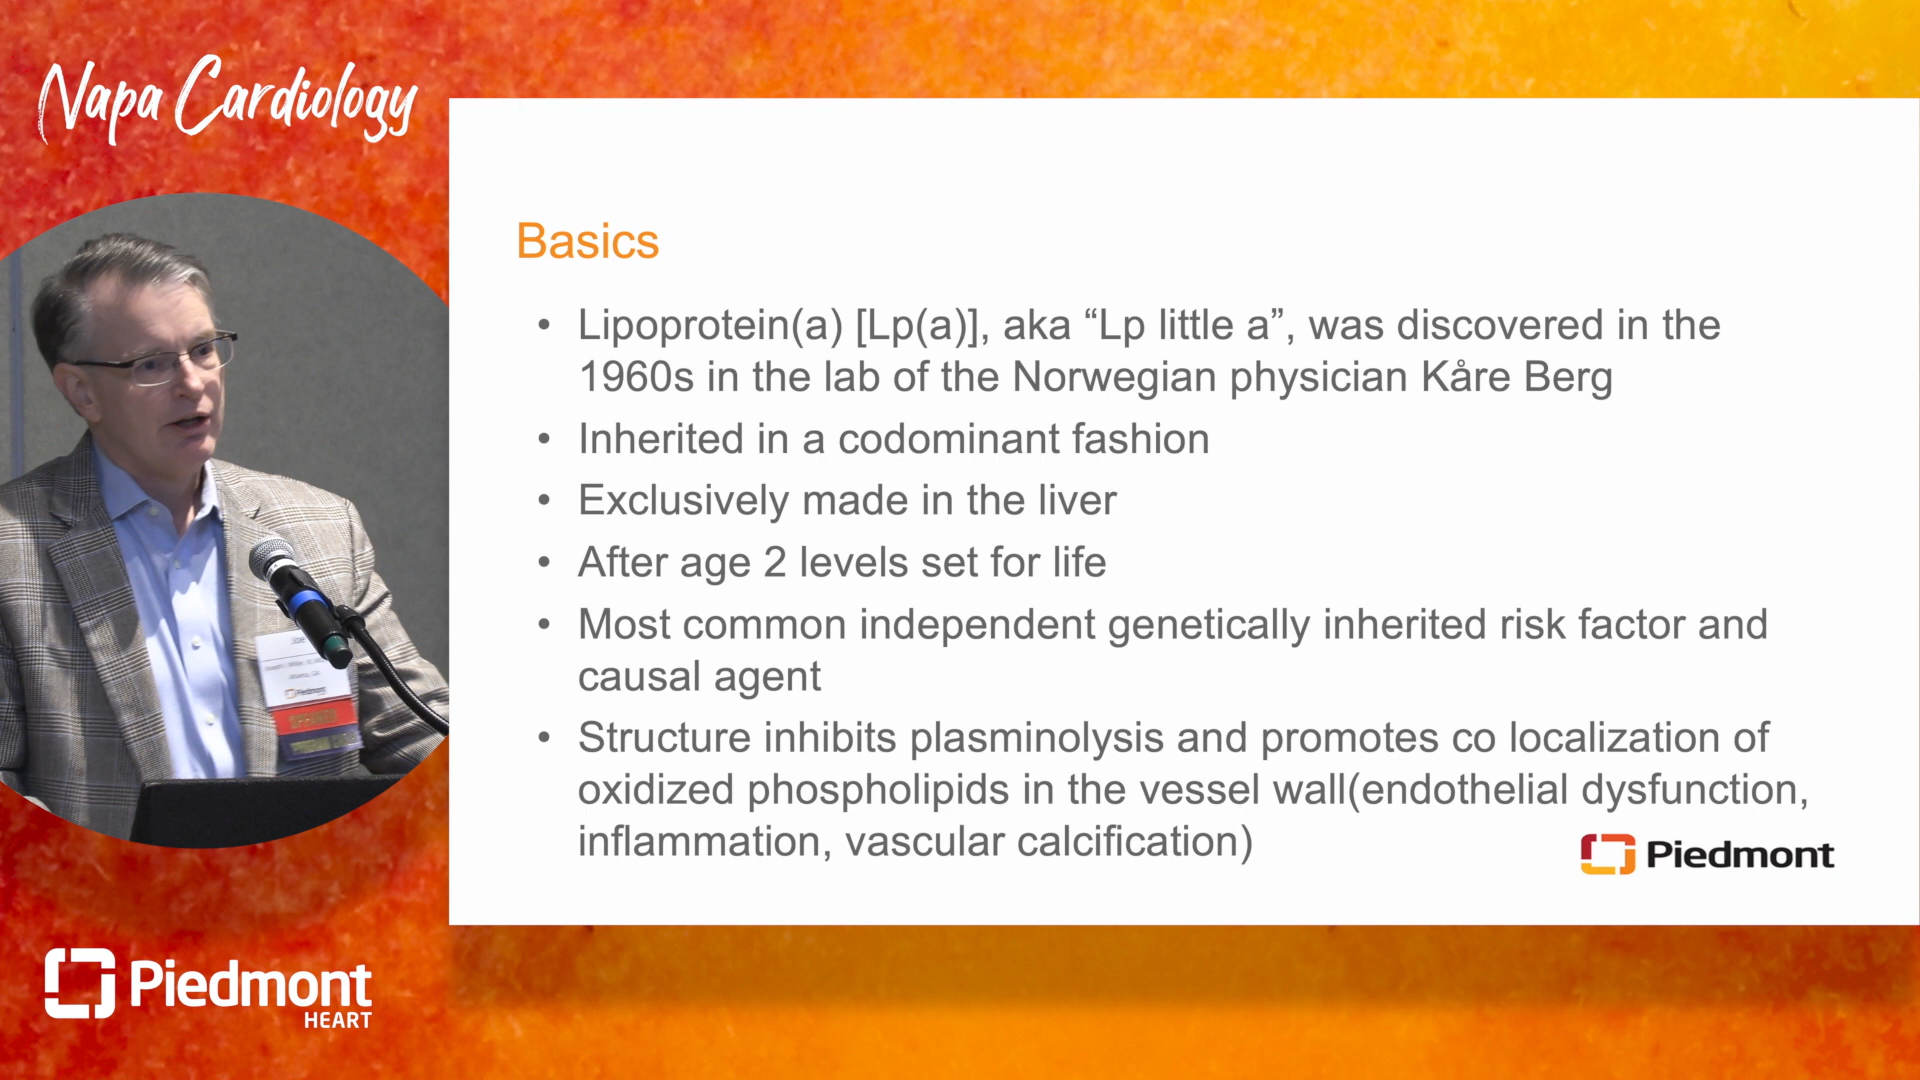 Napa Cardiology
Basics
• Lipoprotein(a) [Lp(a)], aka “Lp little a”, was discovered in the
1960s in the lab of the Norwegian physician Kåre Berg
• Inherited in a codominant fashion
• Exclusively made in the liver
• After age 2 levels set for life
• Most common independent genetically inherited risk factor and
causal agent
• Structure inhibits plasminolysis and promotes co localization of
oxidized phospholipids in the vessel wall(endothelial dysfunction,
inflammation, vascular calcification)
Piedmont
Joe
Piedmont
SPEAKER
Piedmont
HEART